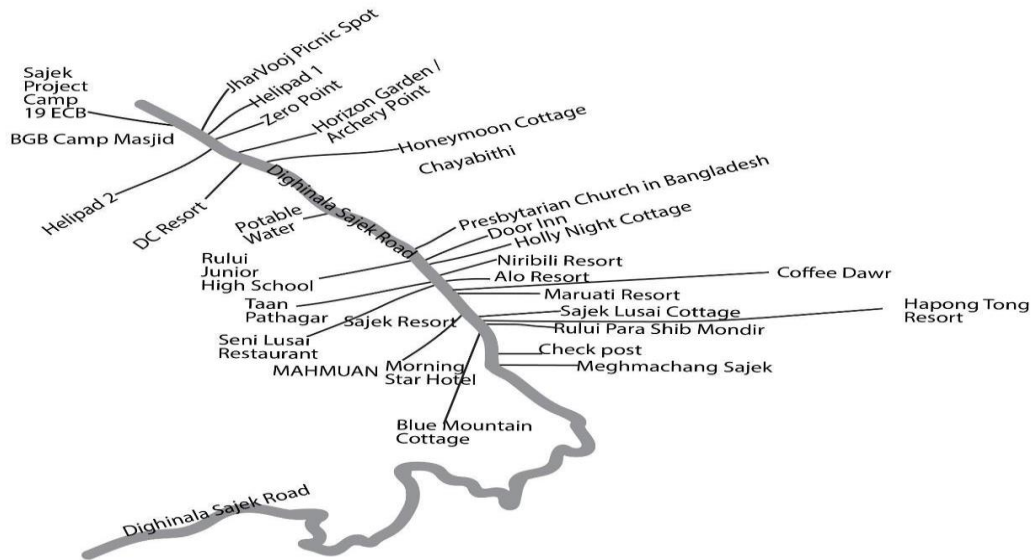 Sajek
Project
Camp
19 ECB
JharVooj Picnic Spot
Helipad 1
Zero Point
Horizon Garden /
Archery Point
Honeymoon Cottage
Chayabithi
BGB Camp Masjid
Helipad 2
DC Resort
Potable
Water
Dighinala Sajek Road
Presbytarian Church in Bangladesh
Door Inn
Holly Night Cottage
Niribili Resort
Alo Resort
Coffee Dawr
Maruati Resort
Sajek Lusai Cottage
Hapong Tong
Resort
Rului Para Shib Mondir
Check post
Meghmachang Sajek
Rului
Junior
High School
Taan
Pathagar
Sajek Resort
Seni Lusai
Restaurant
MAHMUAN
Morning
Star Hotel
Blue Mountain
Cottage
Dighinala Sajek Road